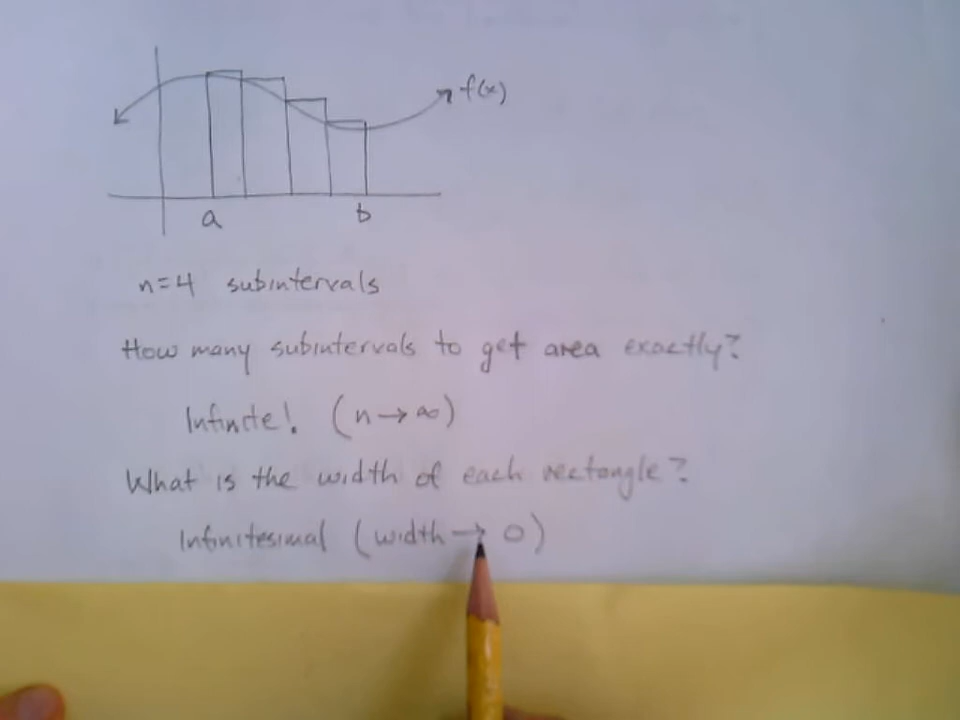 f(x)
a b
n=4 subintervals
How many subintervals to get area exactly?
Infinite! (n→∞)
What is the width of each rectangle?
Infinitesimal (width→0)